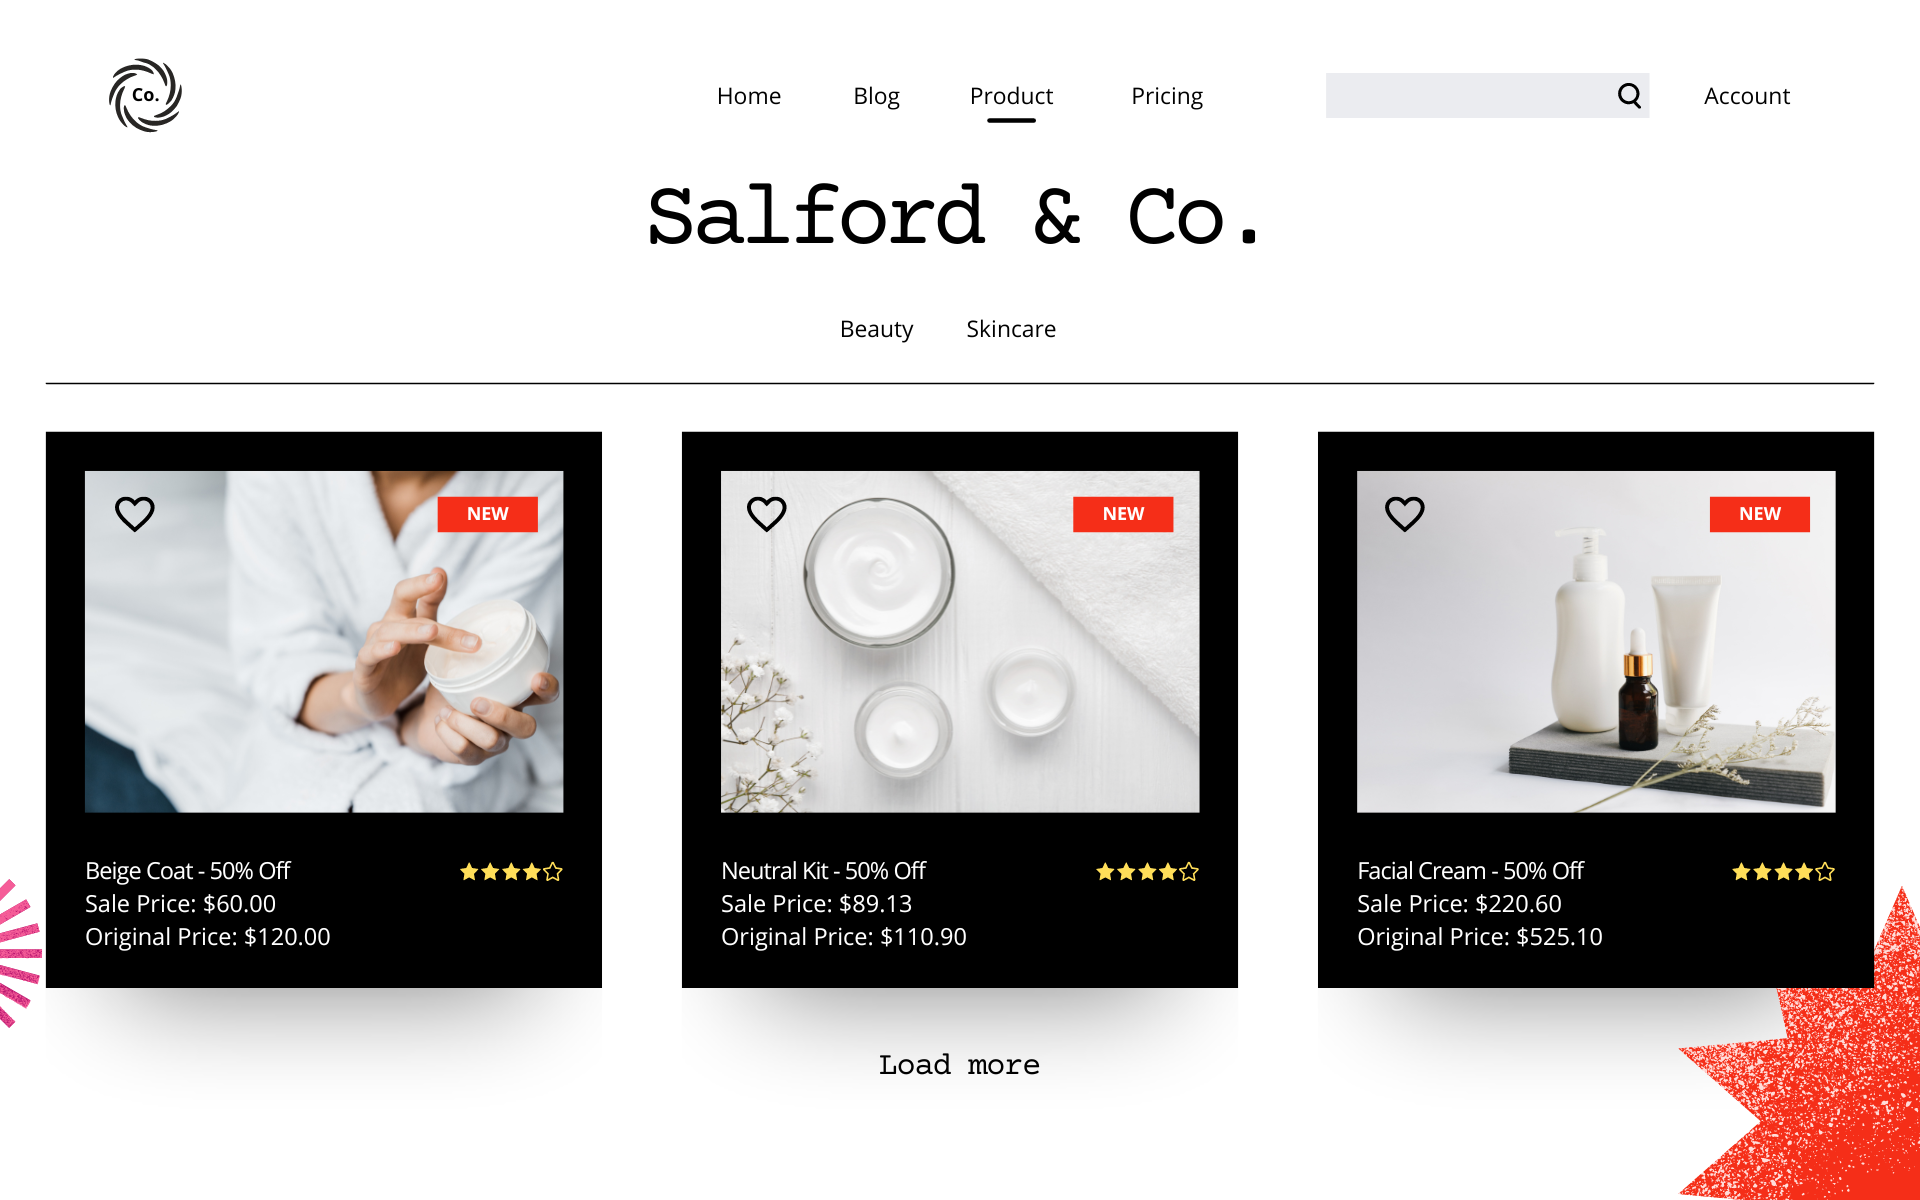 Co.
Home
Blog
Product
Pricing
Account
Salford & Co.
Beauty
Skincare
NEW
NEW
NEW
Beige Coat - 50% Off
Sale Price: $60.00
Original Price: $120.00
Neutral Kit - 50% Off
Sale Price: $89.13
Original Price: $110.90
Facial Cream - 50% Off
Sale Price: $220.60
Original Price: $525.10
Load more